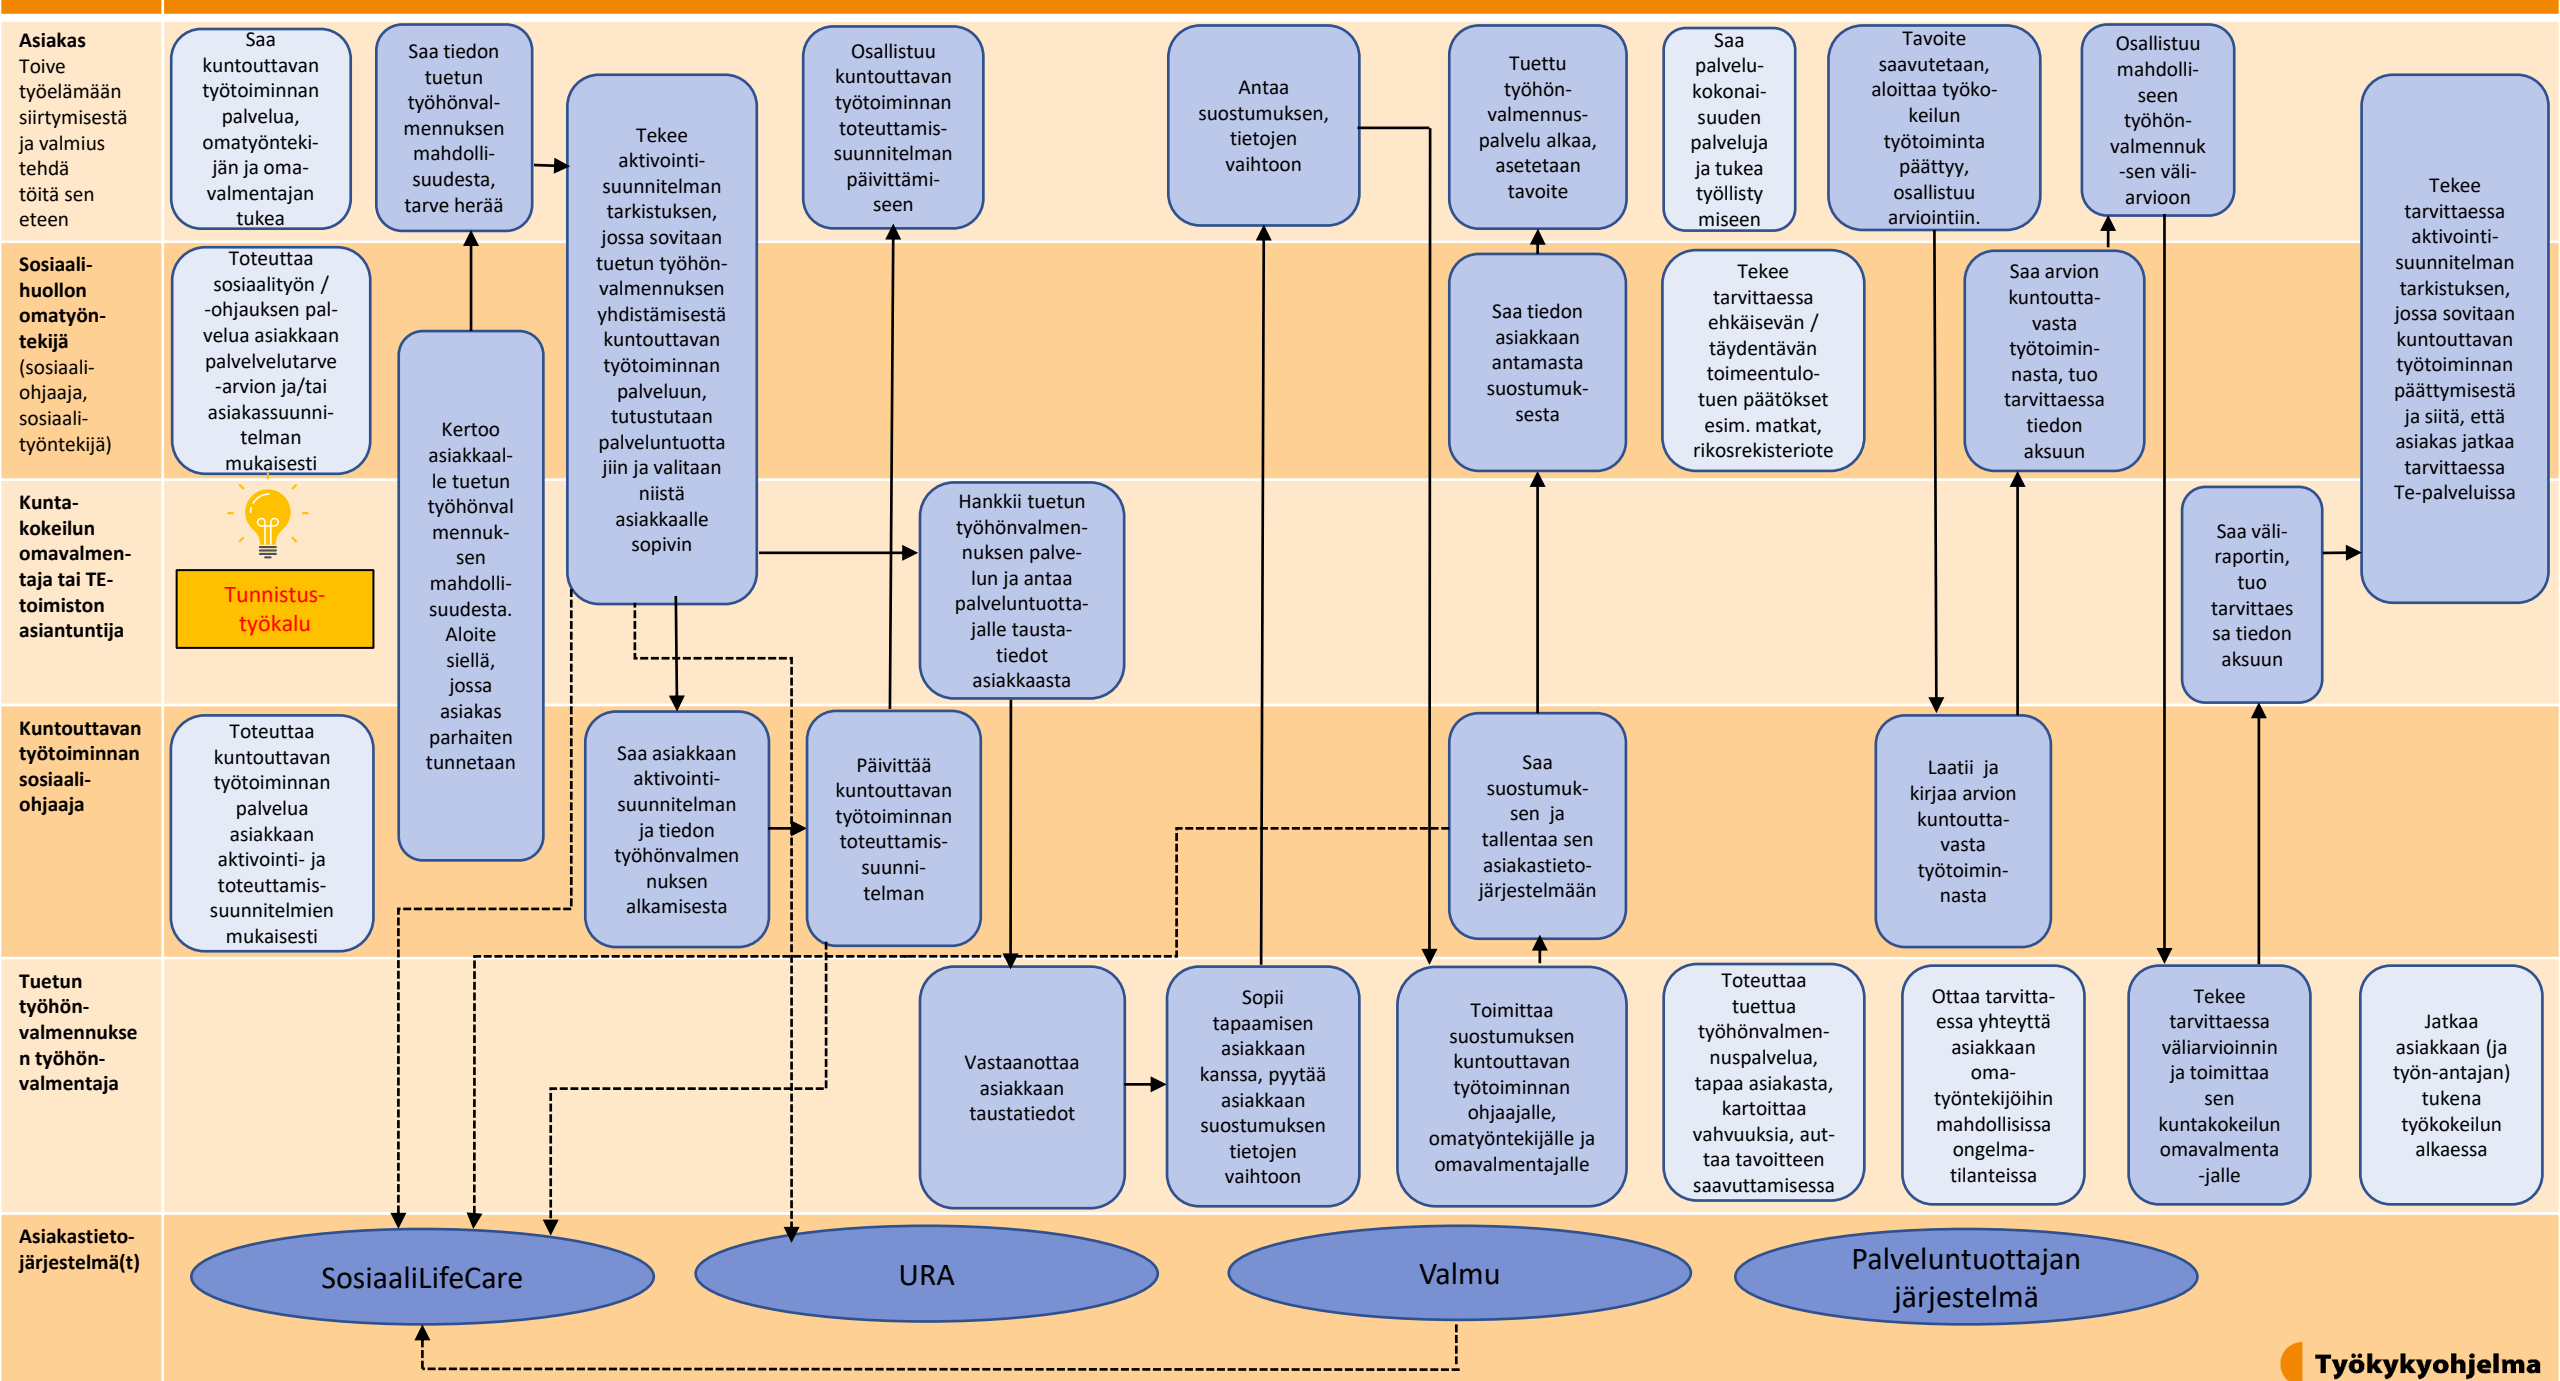 Asiakas
Toive
työelämään
siirtymisestä
ja valmius
tehdä
töitä sen
eteen
Saa
kuntouttavan
työtoiminnan
palvelua,
omatyönteki-
jän ja oma-
valmentajan
tukea
Saa tiedon
tuetun
työhönval-
mennuksen
mahdolli-
suudesta,
tarve herää
Tekee
aktivointi-
suunnitelman
tarkistuksen,
jossa sovitaan
tuetun työhön-
valmennuksen
yhdistämisestä
kuntouttavan
työtoiminnan
palveluun,
tutustutaan
palveluntuotta
jiin ja valitaan
niistä
asiakkaalle
sopivin
Osallistuu
kuntouttavan
työtoiminnan
toteuttamis-
suunnitelman
päivittämi-
seen
Antaa
suostumuksen,
tietojen
vaihtoon
Tuettu
työhön-
valmennus-
palvelu alkaa,
asetetaan
tavoite
Saa
palvelu-
kokonai-
suuden
palveluja
ja tukea
työllisty
miseen
Tavoite
saavutetaan,
aloittaa työko-
keilun
työtoiminta
päättyy,
osallistuu
arviointiin.
Osallistuu
mahdolli-
seen
työhön-
valmennuk
-sen väli-
arvioon
Tekee
tarvittaessa
aktivointi-
suunnitelman
tarkistuksen,
jossa sovitaan
kuntouttavan
työtoiminnan
päättymisestä
ja siitä, että
asiakas jatkaa
tarvittaessa
Te-palveluissa
Sosiaali-
huollon
omatyön-
tekijä
(sosiaali-
ohjaaja,
sosiaali-
työntekijä)
Toteuttaa
sosiaalityön /
-ohjauksen pal-
velua asiakkaan
palvelvelutarve
-arvion ja/tai
asiakassuunni-
telman
mukaisesti
Kertoo
asiakkaal-
le tuetun
työhönval
mennuk-
sen
mahdolli-
suudesta.
Aloite
siellä,
jossa
asiakas
parhaiten
tunnetaan
Saa tiedon
asiakkaan
antamasta
suostumuk-
sesta
Tekee
tarvittaessa
ehkäisevän /
täydentävän
toimeentulo-
tuen päätökset
esim. matkat,
rikosrekisteriote
Saa arvion
kuntoutta-
vasta
työtoimin-
nasta, tuo
tarvittaessa
tiedon
aksuun
Kunta-
kokeilun
omavalmen-
taja tai TE-
toimiston
asiantuntija
Tunnistus-
työkalu
Hankkii tuetun
työhönvalmen-
nuksen palve-
lun ja antaa
palveluntuotta-
jalle tausta-
tiedot
asiakkaasta
Saa väli-
raportin,
tuo
tarvittaes
sa tiedon
aksuun
Kuntouttavan
työtoiminnan
sosiaali-
ohjaaja
Toteuttaa
kuntouttavan
työtoiminnan
palvelua
asiakkaan
aktivointi- ja
toteuttamis-
suunnitelmien
mukaisesti
Saa asiakkaan
aktivointi-
suunnitelman
ja tiedon
työhönvalmen
nuksen
alkamisesta
Päivittää
kuntouttavan
työtoiminnan
toteuttamis-
suunni-
telman
Saa
suostumuk-
sen ja
tallentaa sen
asiakastieto-
järjestelmään
Laatii ja
kirjaa arvion
kuntoutta-
vasta
työtoimin-
nasta
Tuetun
työhön-
valmennukse
n työhön-
valmentaja
Vastaanottaa
asiakkaan
taustatiedot
Sopii
tapaamisen
asiakkaan
kanssa, pyytää
asiakkaan
suostumuksen
tietojen
vaihtoon
Toimittaa
suostumuksen
kuntouttavan
työtoiminnan
ohjaajalle,
omatyöntekijälle ja
omavalmentajalle
Toteuttaa
tuettua
työhönvalmen-
nuspalvelua,
tapaa asiakasta,
kartoittaa
vahvuuksia, aut-
taa tavoitteen
saavuttamisessa
Ottaa tarvitta-
essa yhteyttä
asiakkaan
oma-
työntekijöihin
mahdollisissa
ongelma-
tilanteissa
Tekee
tarvittaessa
väliarvioinnin
ja toimittaa
sen
kuntakokeilun
omavalmenta
-jalle
Jatkaa
asiakkaan (ja
työn-antajan)
tukena
työkokeilun
alkaessa
Asiakastieto-
järjestelmä(t)
SosiaaliLifeCare
URA
Valmu
Palveluntuottajan
järjestelmä
Työkykyohjelma